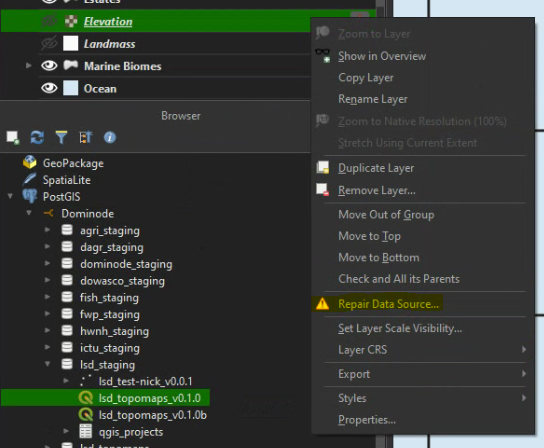 Estates
Elevation
Landmass
Marine Biomes
Ocean
Browser
GeoPackage
SpatiaLite
PostGIS
Dominode
agri_staging
dagr_staging
dominode_staging
dowasco_staging
fish_staging
fwp_staging
hwnh_staging
ictu_staging
lsd_staging
lsd_test-nick_v0.0.1
lsd_topomaps_v0.1.0
lsd_topomaps_v0.1.0b
qgis_projects
lsd_topomaps
Zoom to Layer
Show in Overview
Copy Layer
Rename Layer
Zoom to Native Resolution (100%)
Stretch Using Current Extent
Duplicate Layer
Remove Layer...
Move Out of Group
Move to Top
Move to Bottom
Check and All its Parents
Repair Data Source...
Set Layer Scale Visibility...
Layer CRS
Export
Styles
Properties...